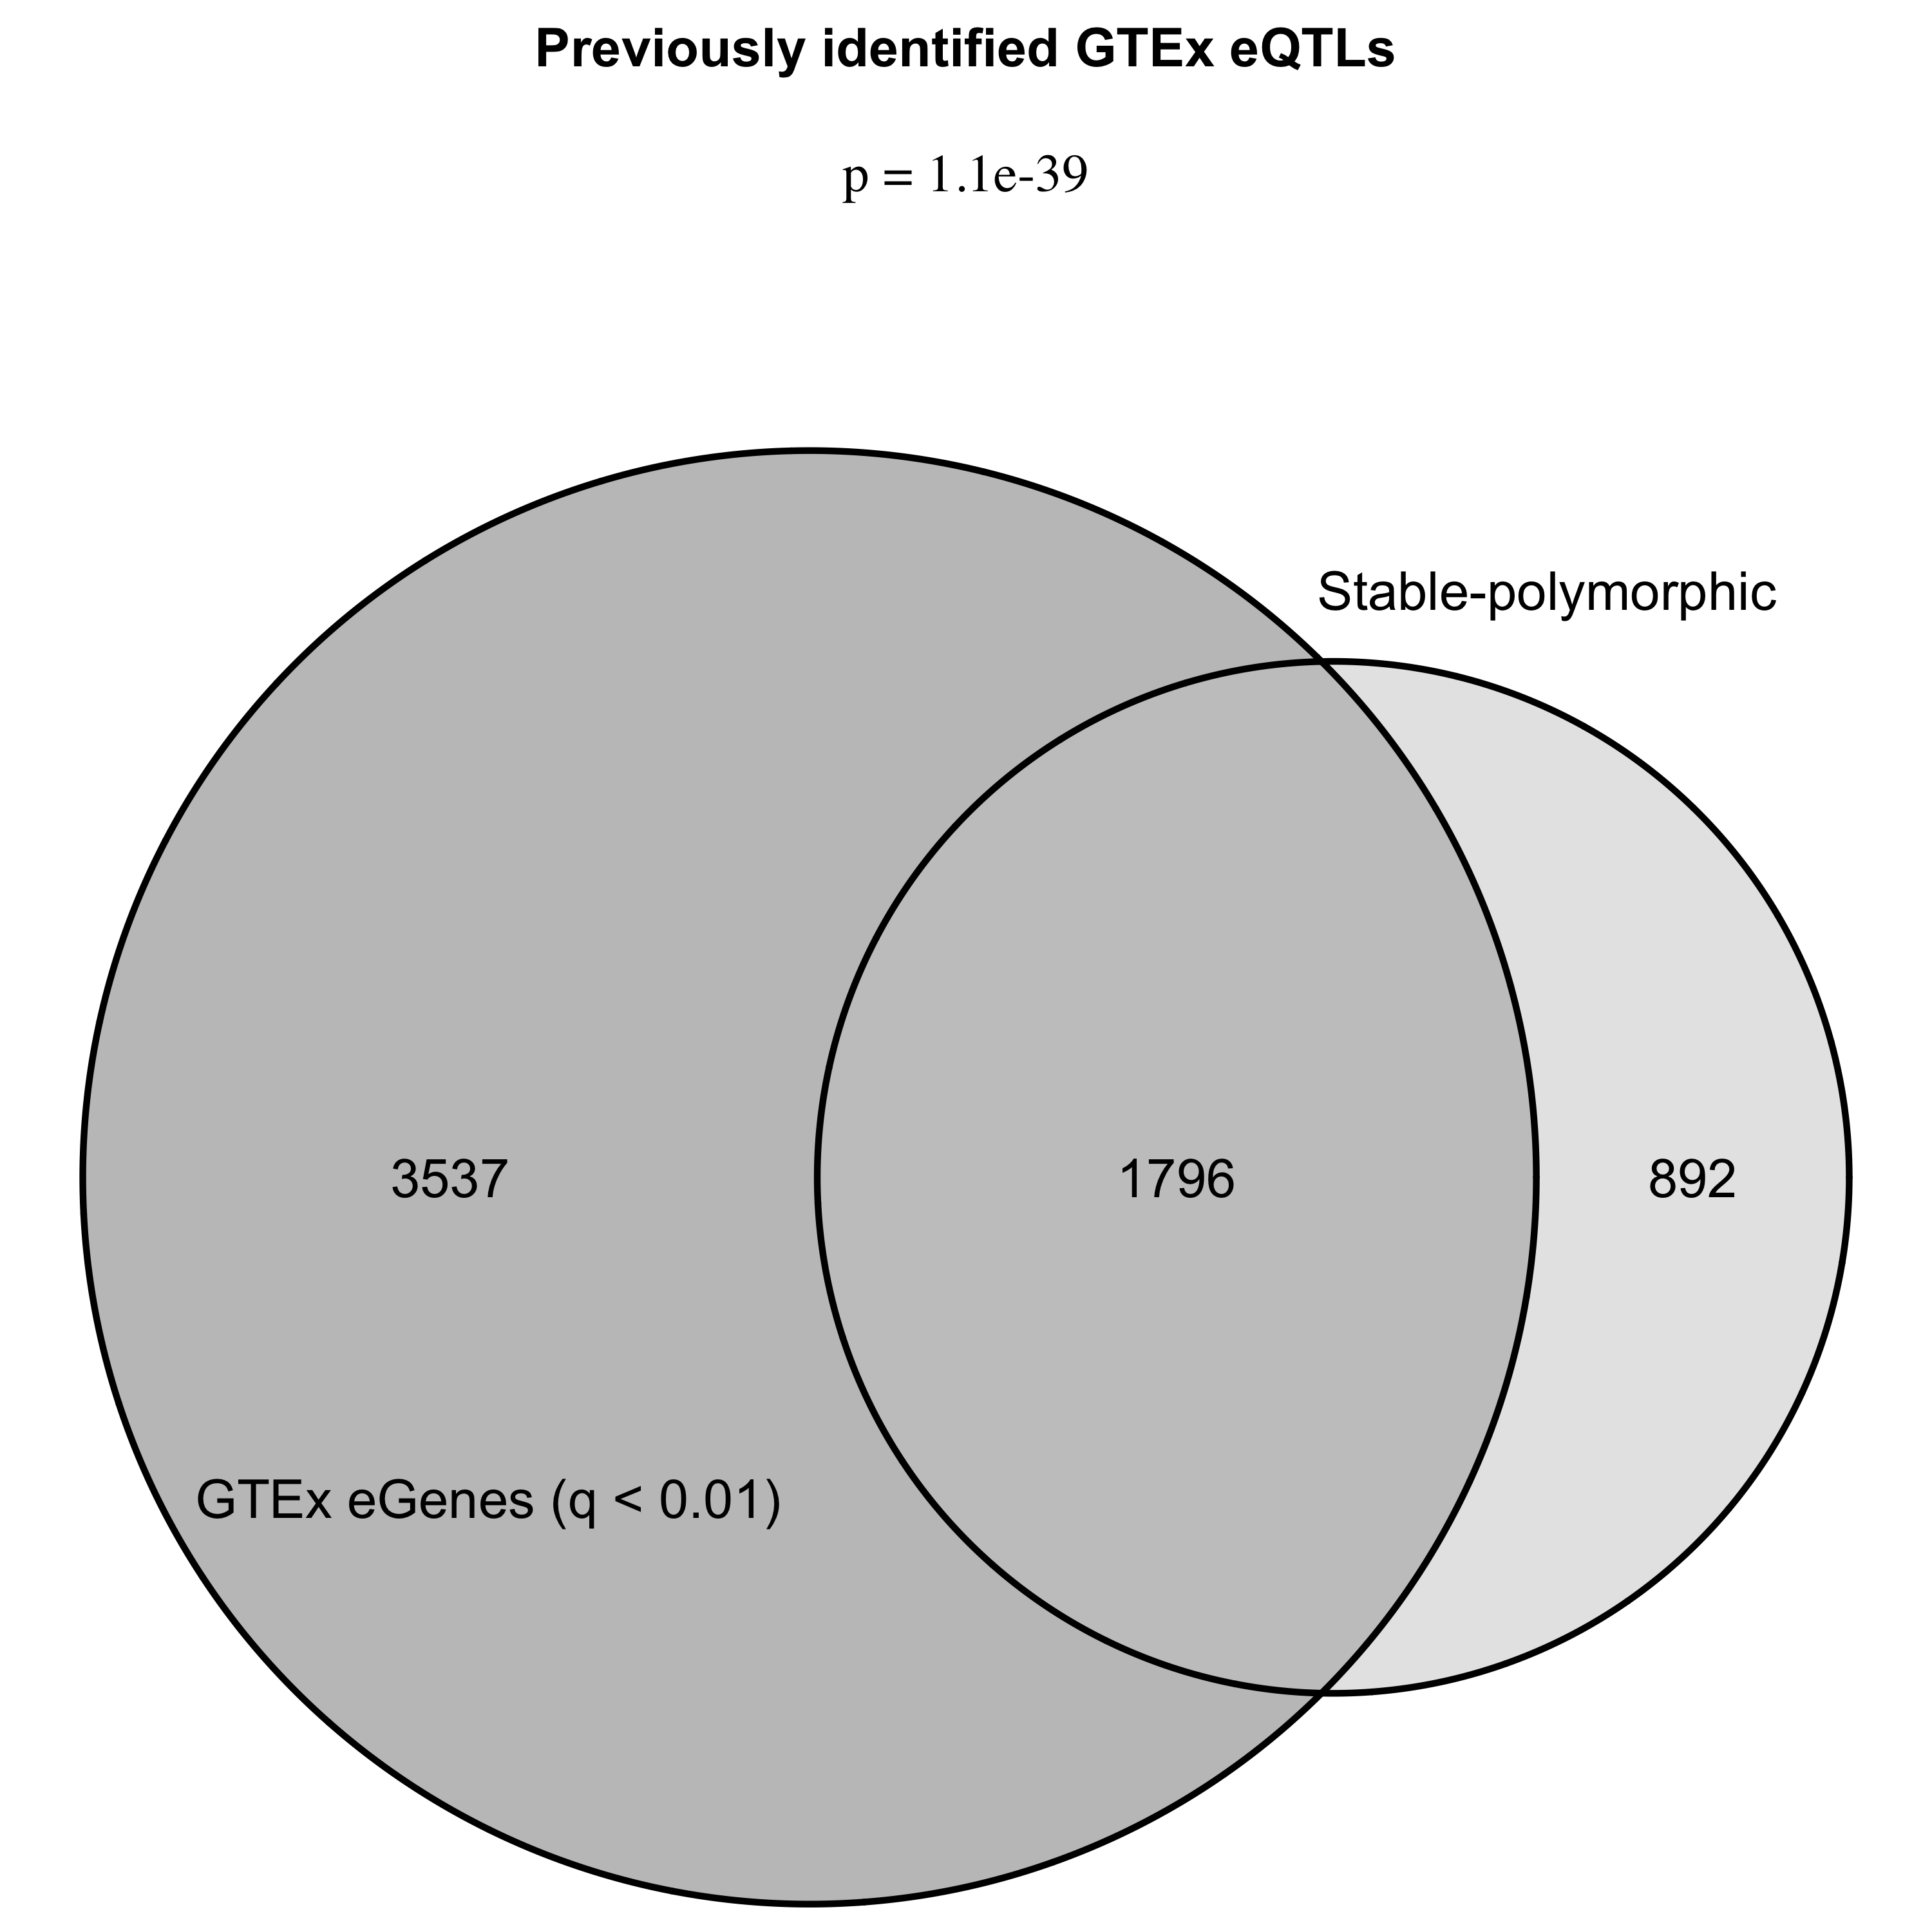 Previously identified GTEx eQTLs
p = 1.1e-39
Stable-polymorphic
3537
1796
892
GTEx eGenes (q < 0.01)